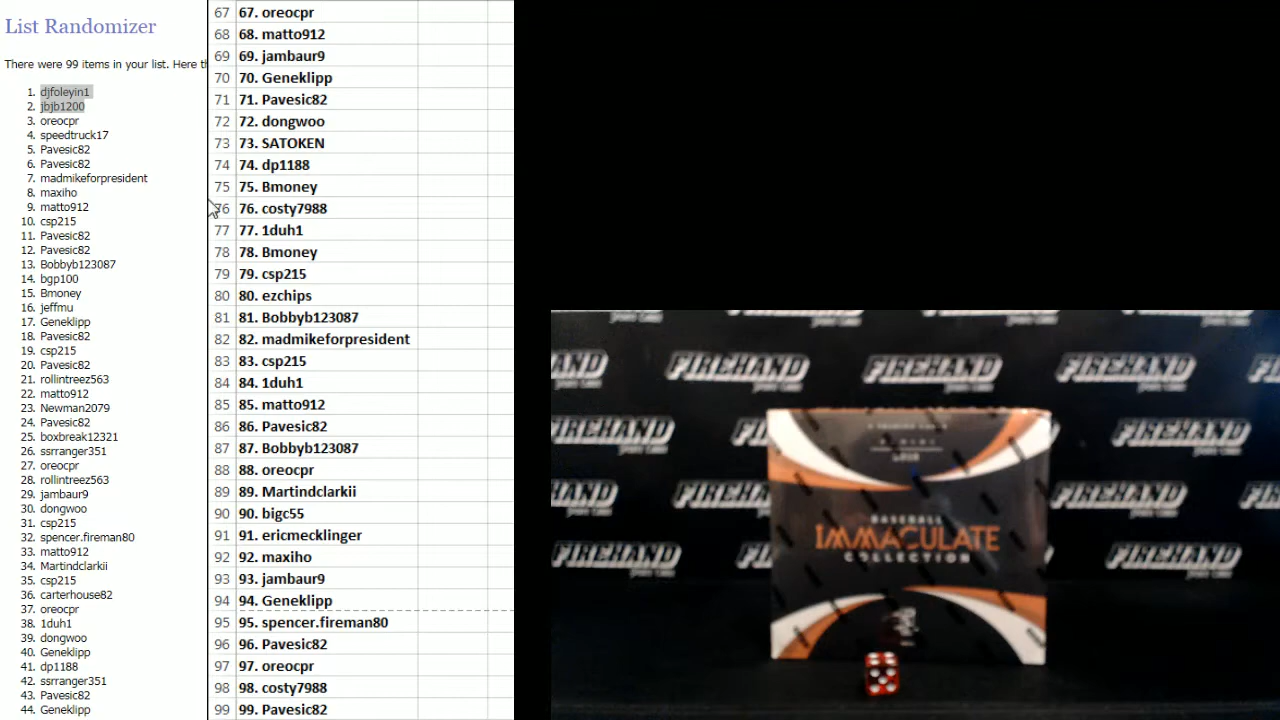 List Randomizer
There were 99 items in your list. Here
1. djfoleyin1
2. jbjb1200
3. oreocpr
4. speedtruck17
5. Pavesic82
6. Pavesic82
7. madmikeforpresident
8. maxiho
9. matto912
10. csp215
11. Pavesic82
12. Pavesic82
13. Bobbyb123087
14. bgp100
15. Bmoney
16. jeffmu
17. Geneklipp
18. Pavesic82
19. csp215
20. Pavesic82
21. rollintreez563
22. matto912
23. Newman2079
24. Pavesic82
25. boxbreak12321
26. ssrranger351
27. oreocpr
28. rollintreez563
29. jambaur9
30. dongwoo
31. csp215
32. spencer.fireman80
33. matto912
34. Martindclarkii
35. csp215
36. carterhouse82
37. oreocpr
38. 1duh1
39. dongwoo
40. Geneklipp
41. dp1188
42. ssrranger351
43. Pavesic82
44. Geneklipp
67 67. oreocpr
68 68. matto912
69 69. jambaur9
70 70. Geneklipp
71 71. Pavesic82
72 72. dongwoo
73 73. SATOKEN
74 74. dp1188
75 75. Bmoney
76 76. costy7988
77 77. 1duh1
78 78. Bmoney
79 79. csp215
80 80. ezchips
81 81. Bobbyb123087
82 82. madmikeforpresident
83 83. csp215
84 84. 1duh1
85 85. matto912
86 86. Pavesic82
87 87. Bobbyb123087
88 88. oreocpr
89 89. Martindclarkii
90 90. bigc55
91 91. ericmecklinger
92 92. maxiho
93 93. jambaur9
94 94. Geneklipp
95 95. spencer.fireman80
96 96. Pavesic82
97 97. oreocpr
98 98. costy7988
99 99. Pavesic82
FIREHAND FIREHAND FIREHAND
FIREHAND
FIREHAND FIREHAND
FIREHAND FIREHAND
BASEBALL
IMMACULATE
COLLECTION